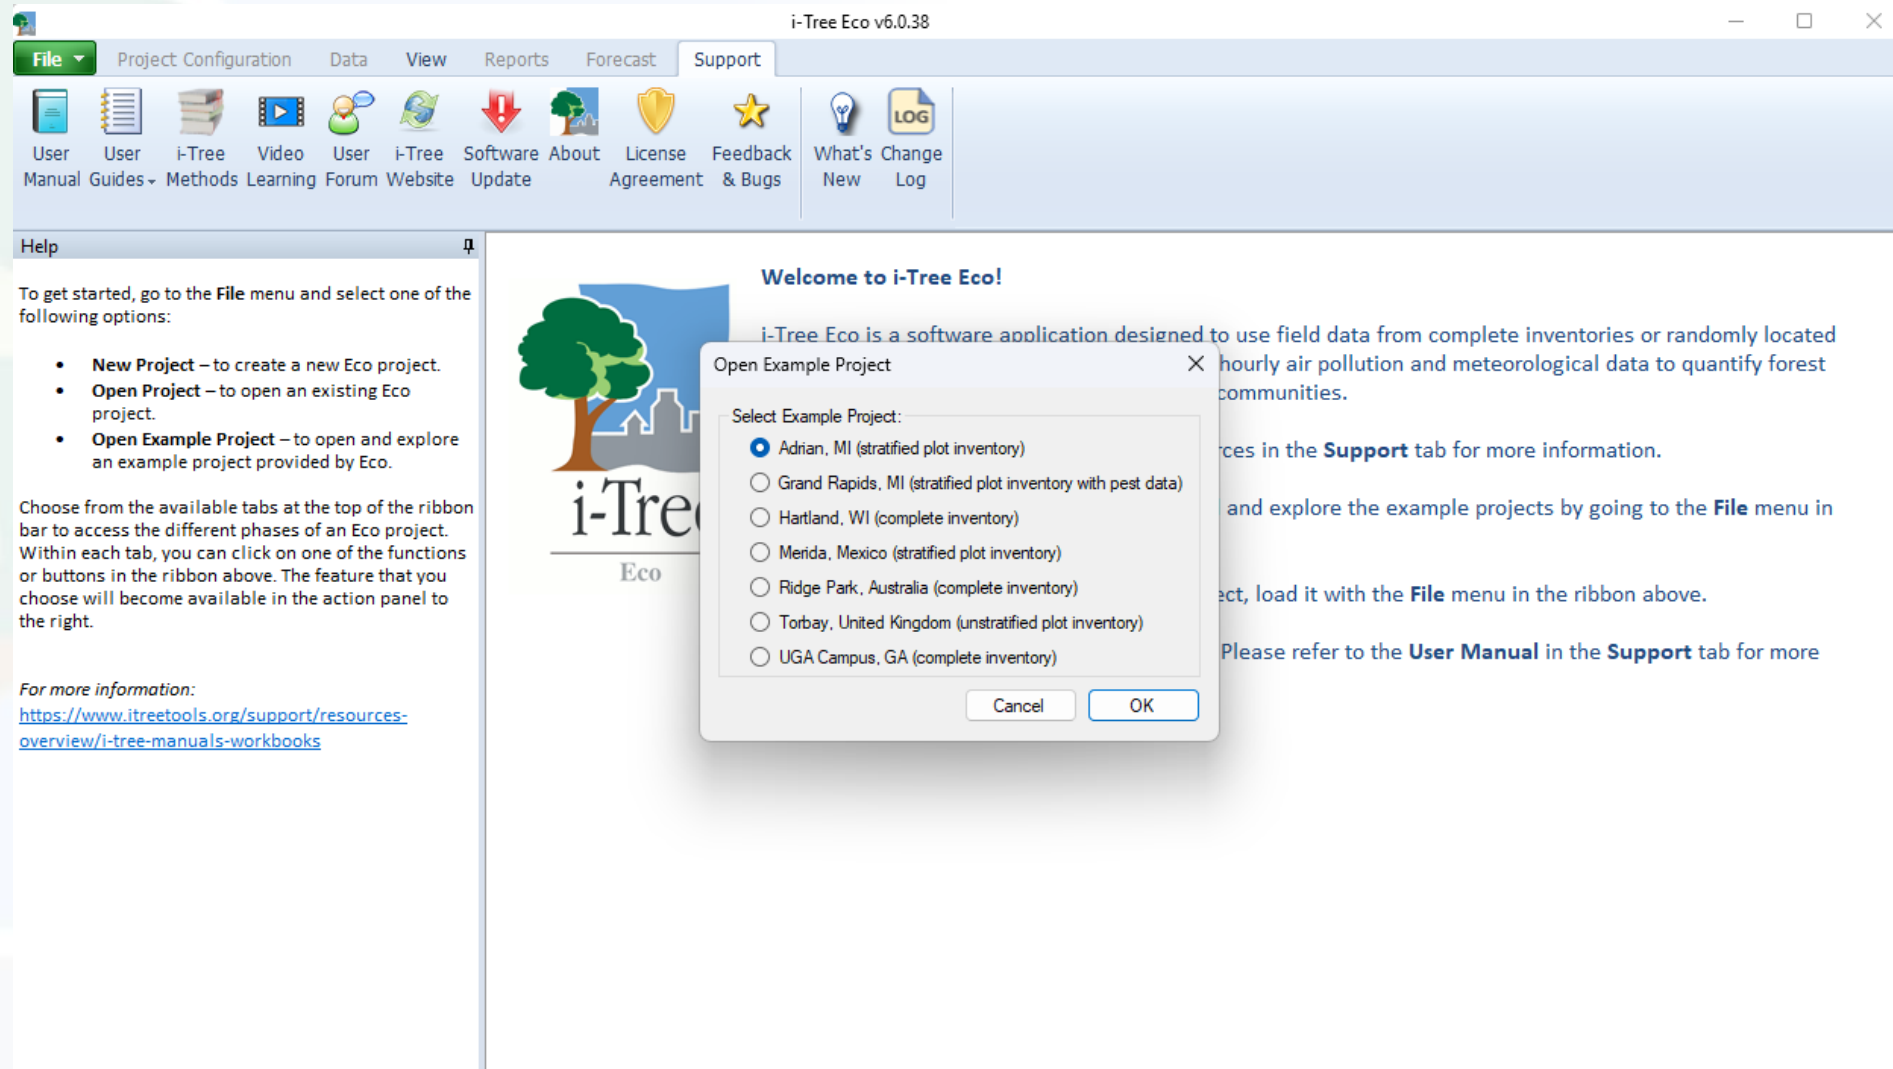 i-Tree Eco v6.0.38
File Project Configuration Data View Reports Forecast Support
User Manual
User Guides
i-Tree Methods
Video Learning
User Forum
i-Tree Website
Software Update
About
License Agreement
Feedback & Bugs
What's New
LOG
Change Log
Help
To get started, go to the File menu and select one of the
following options:
• New Project – to create a new Eco project.
• Open Project – to open an existing Eco
project.
• Open Example Project – to open and explore
an example project provided by Eco.
Choose from the available tabs at the top of the ribbon
bar to access the different phases of an Eco project.
Within each tab, you can click on one of the functions
or buttons in the ribbon above. The feature that you
choose will become available in the action panel to
the right.
For more information:
https://www.itreetools.org/support/resources-
overview/i-tree-manuals-workbooks
i-Tree
Eco
Welcome to i-Tree Eco!
i-Tree Eco is a software application designed to use field data from complete inventories or randomly located
hourly air pollution and meteorological data to quantify forest
communities.
rces in the Support tab for more information.
and explore the example projects by going to the File menu in
ect, load it with the File menu in the ribbon above.
Please refer to the User Manual in the Support tab for more
Open Example Project
Select Example Project:
Adrian, MI (stratified plot inventory)
Grand Rapids, MI (stratified plot inventory with pest data)
Hartland, WI (complete inventory)
Merida, Mexico (stratified plot inventory)
Ridge Park, Australia (complete inventory)
Torbay, United Kingdom (unstratified plot inventory)
UGA Campus, GA (complete inventory)
Cancel OK